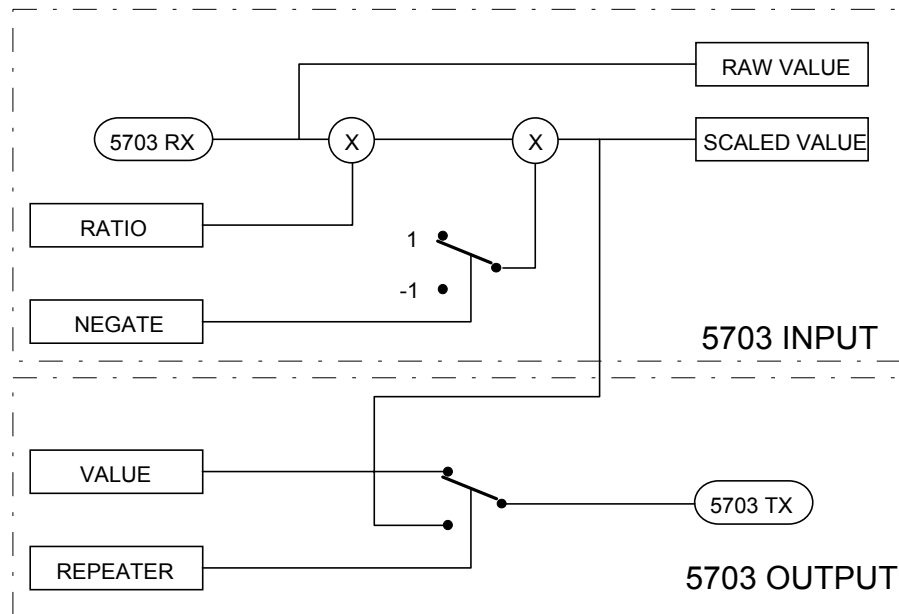 RAW VALUE
5703 RX
X
X
SCALED VALUE
RATIO
1
-1
NEGATE
5703 INPUT
VALUE
5703 TX
REPEATER
5703 OUTPUT